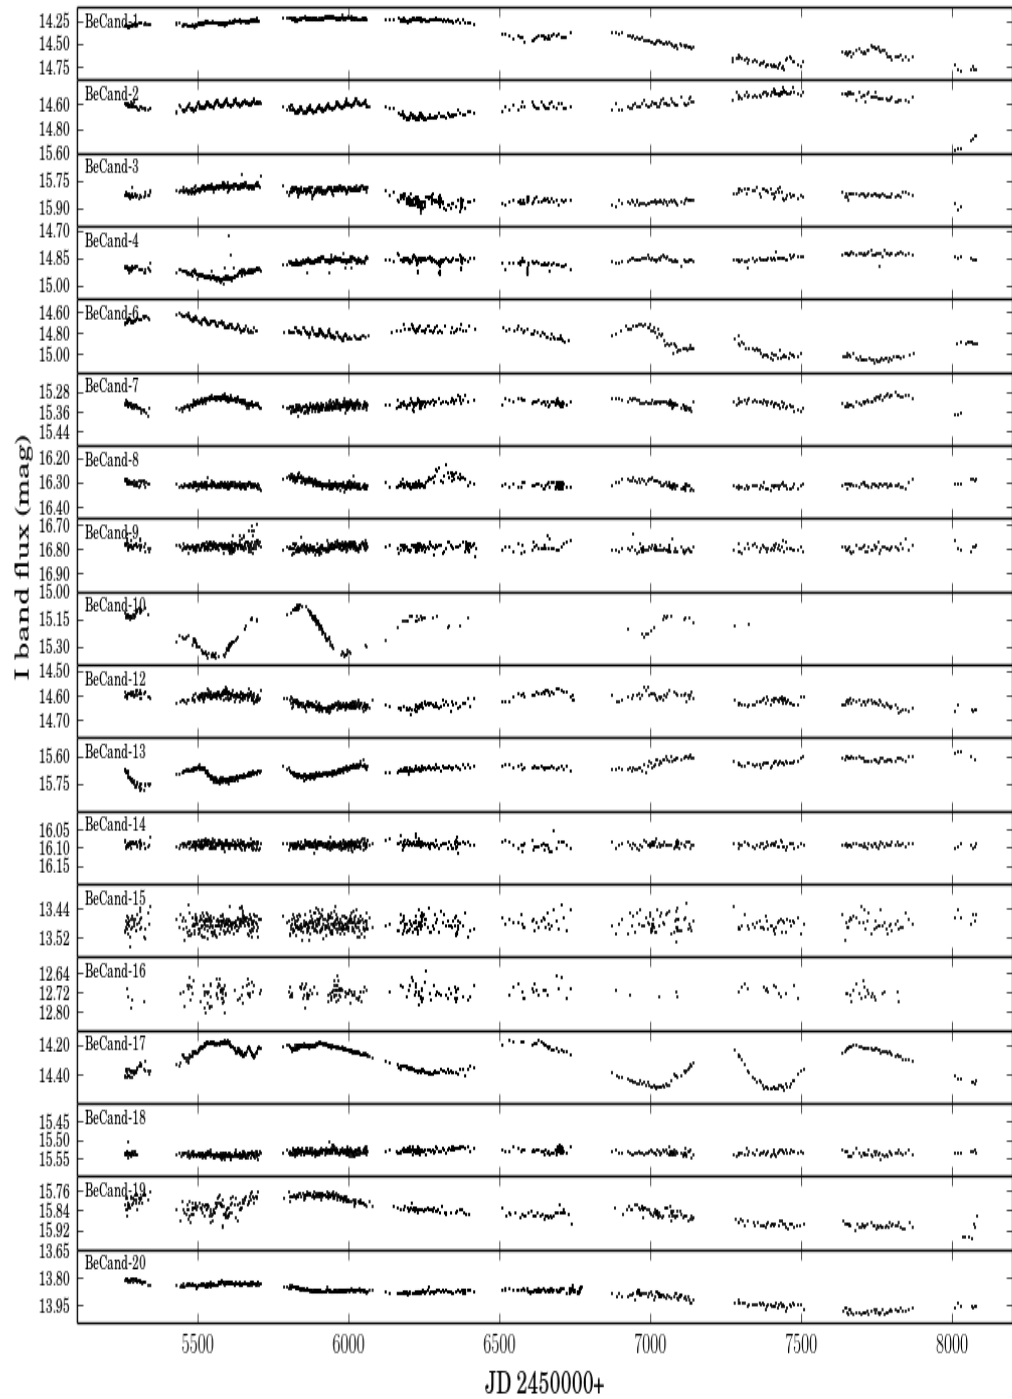 14.25
14.50
14.75
BeCand-1
14.60
14.80
15.60
BeCand-2
15.75
15.90
BeCand-3
14.70
14.85
15.00
BeCand-4
14.60
14.80
15.00
BeCand-6
15.28
15.36
15.44
BeCand-7
16.20
16.30
16.40
BeCand-8
16.70
16.80
16.90
BeCand-9
15.00
15.15
15.30
BeCand-10
14.50
14.60
14.70
BeCand-12
15.60
15.75
BeCand-13
16.05
16.10
16.15
BeCand-14
13.44
13.52
BeCand-15
12.64
12.72
12.80
BeCand-16
14.20
14.40
BeCand-17
15.45
15.50
15.55
BeCand-18
15.76
15.84
15.92
BeCand-19
13.65
13.80
13.95
BeCand-20
I band flux (mag)
5500 6000 6500 7000 7500 8000
JD 2450000+